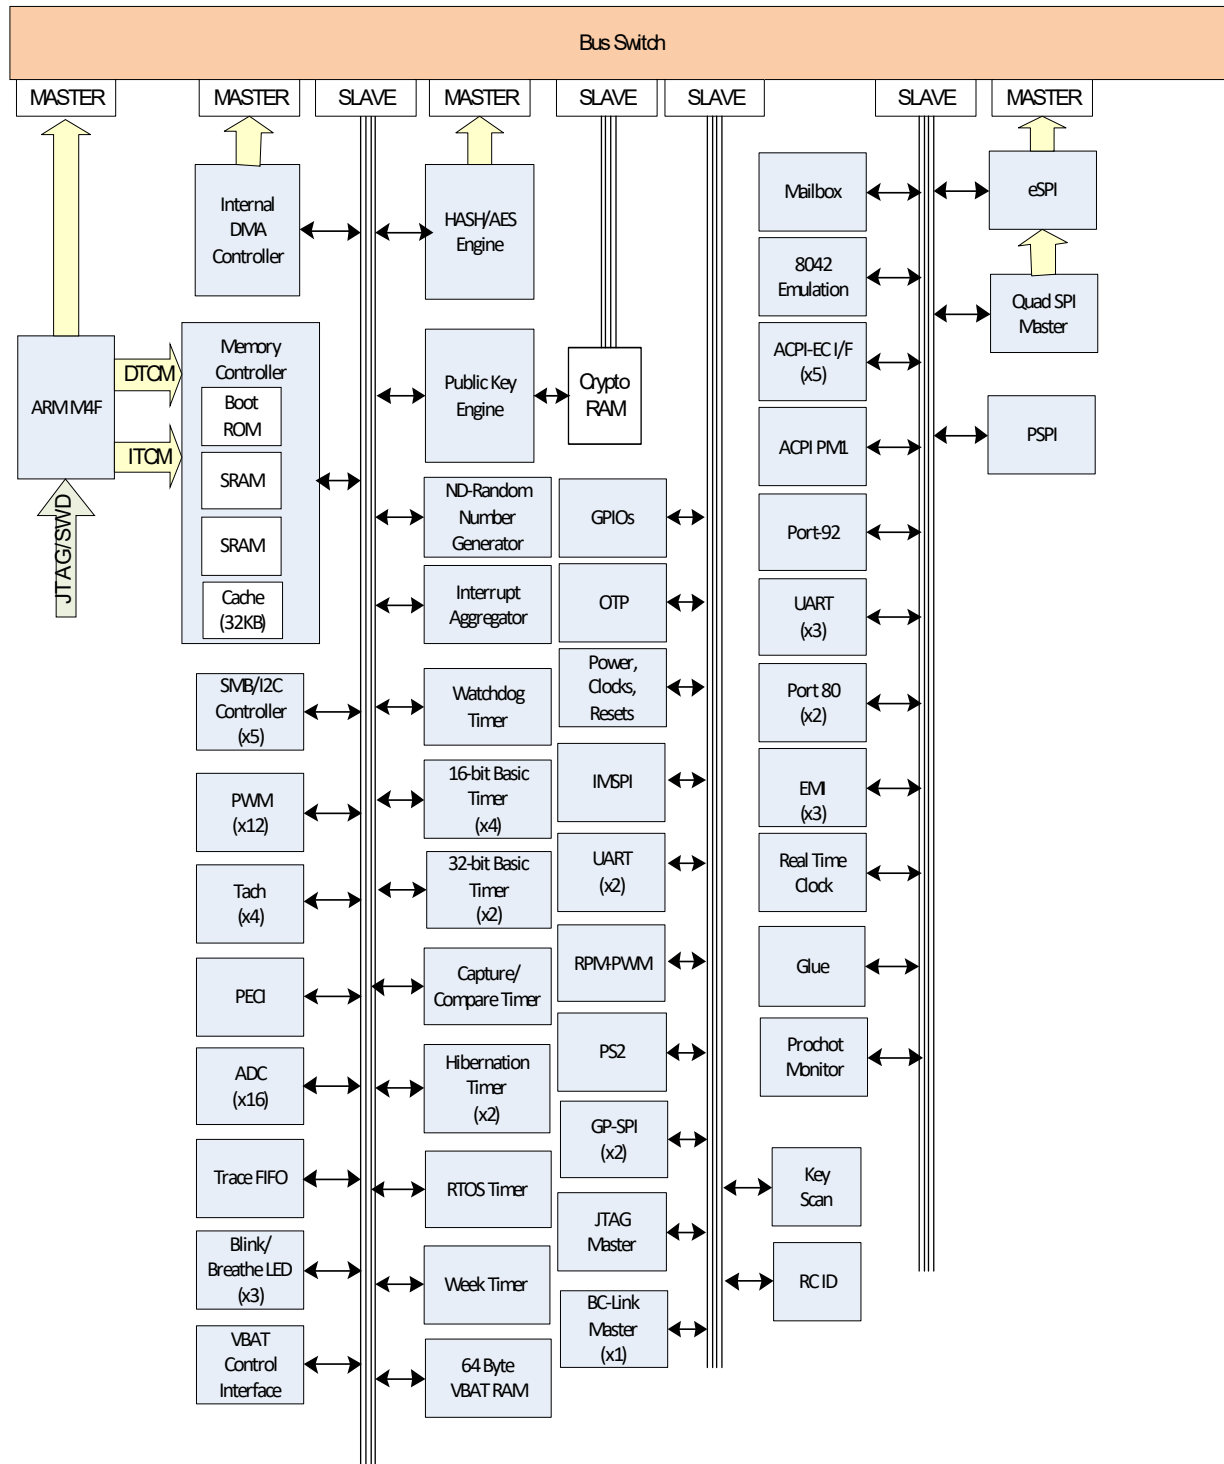 Bus Switch
MASTER
MASTER
SLAVE
MASTER
SLAVE
SLAVE
SLAVE
MASTER
Internal
DMA
Controller
HASH/AES
Engine
Mailbox
eSPI
8042
Emulation
Quad SPI
Master
ARM M4F
DTCM
ITCM
JTAG/SWD
Memory
Controller
Boot
ROM
SRAM
SRAM
Cache
(32KB)
Public Key
Engine
Crypto
RAM
ACPI-EC I/F
(x5)
ACPI PM1
PSPI
ND-Random
Number
Generator
GPIOs
Port-92
Interrupt
Aggregator
OTP
UART
(x3)
SMB/I2C
Controller
(x5)
Watchdog
Timer
Power,
Clocks,
Resets
Port 80
(x2)
PWM
(x12)
16-bit Basic
Timer
(x4)
IMSPI
EMI
(x3)
Tach
(x4)
32-bit Basic
Timer
(x2)
UART
(x2)
Real Time
Clock
PECI
Capture/
Compare Timer
RPM-PWM
Glue
ADC
(x16)
Hibernation
Timer
(x2)
PS2
Prochot
Monitor
GP-SPI
(x2)
Trace FIFO
RTOS Timer
Key
Scan
JTAG
Master
Blink/
Breathe LED
(x3)
Week Timer
RC ID
BC-Link
Master
(x1)
VBAT
Control
Interface
64 Byte
VBAT RAM